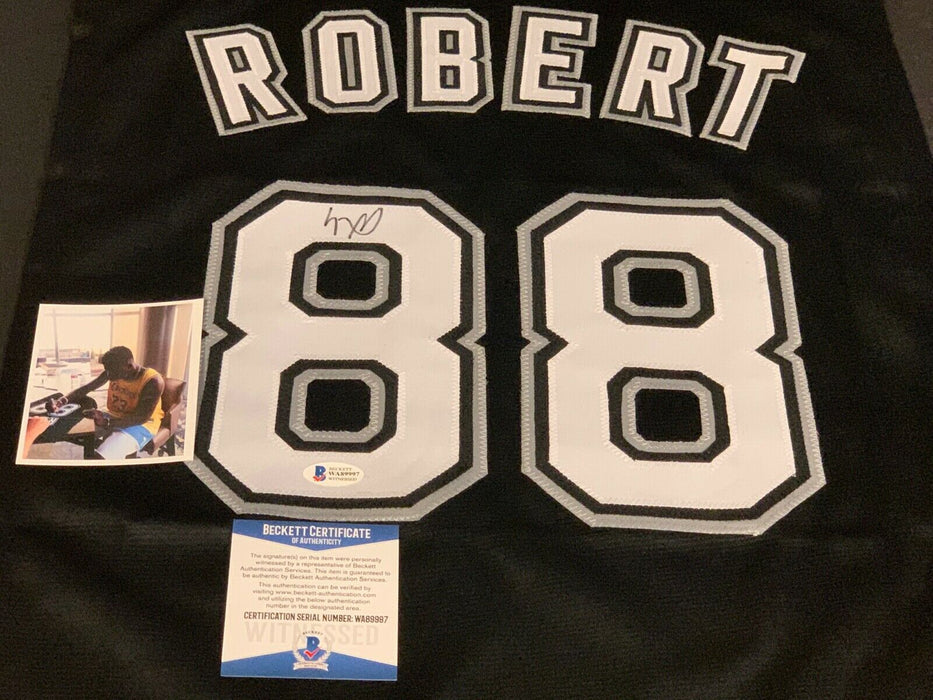 ROBERT
88
BECKETT
WA89997
WITNESSED
BECKETT CERTIFICATE
OF AUTHENTICITY
The signature(s) on this item were personally
witnessed by a representative of Beckett
Authentication Services. This item is guaranteed to
be authentic by Beckett Authentication Services.
This authentication can be verified by
visiting www.beckett-authentication.com
and utilizing the below authentication
number in the designated area.
CERTIFICATION SERIAL NUMBER: WA89997
WITNESSED
BECKETT
B
23
88